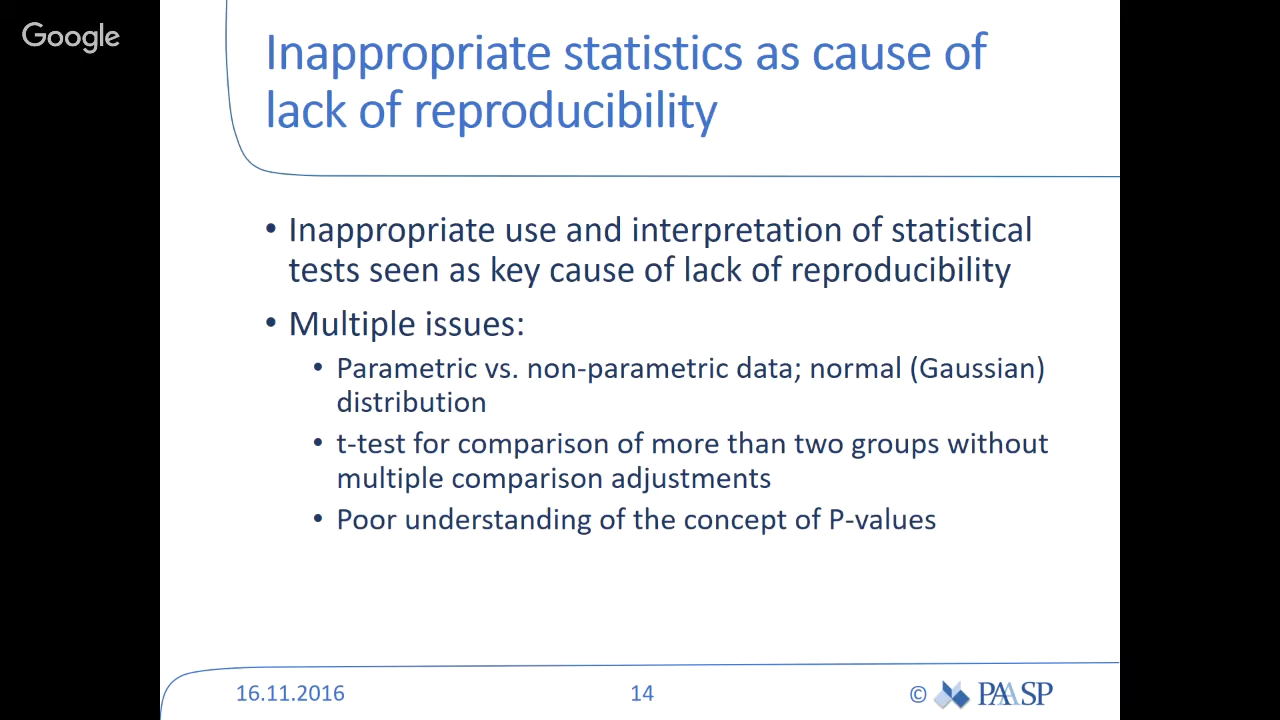 Google
Inappropriate statistics as cause of
lack of reproducibility
• Inappropriate use and interpretation of statistical
tests seen as key cause of lack of reproducibility
• Multiple issues:
• Parametric vs. non-parametric data; normal (Gaussian)
distribution
• t-test for comparison of more than two groups without
multiple comparison adjustments
• Poor understanding of the concept of P-values
16.11.2016
14
© PAASP